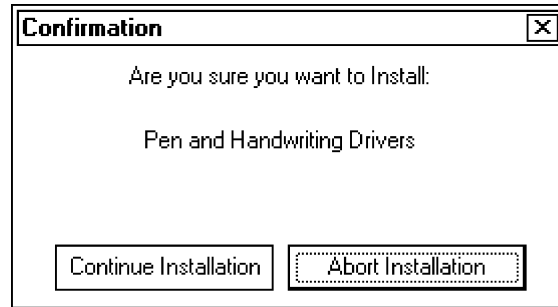 Confirmation
Are you sure you want to Install:
Pen and Handwriting Drivers
Continue Installation Abort Installation